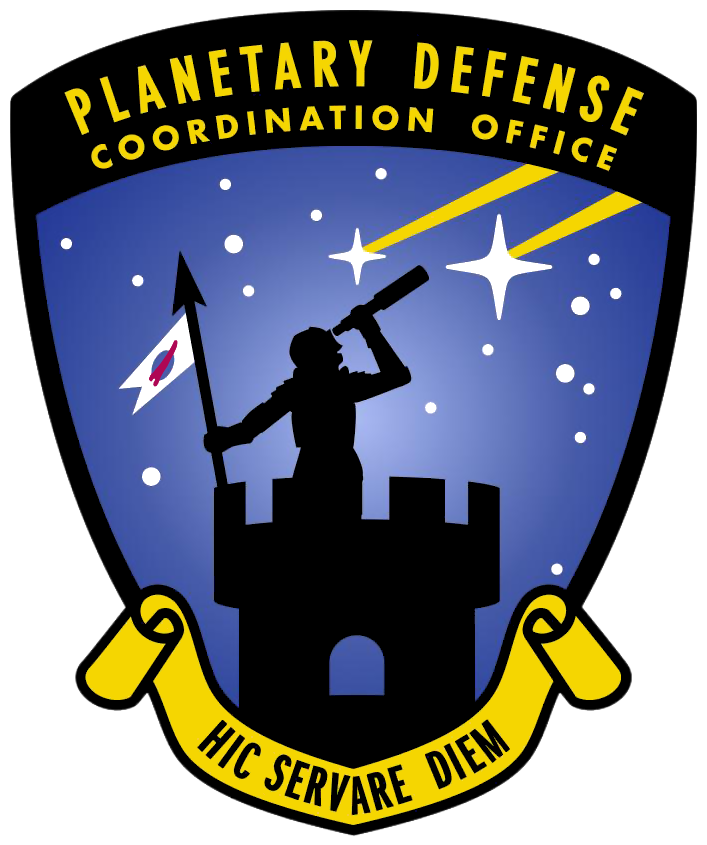 PLANETARY DEFENSE
COORDINATION OFFICE
HIC SERVARE DIEM